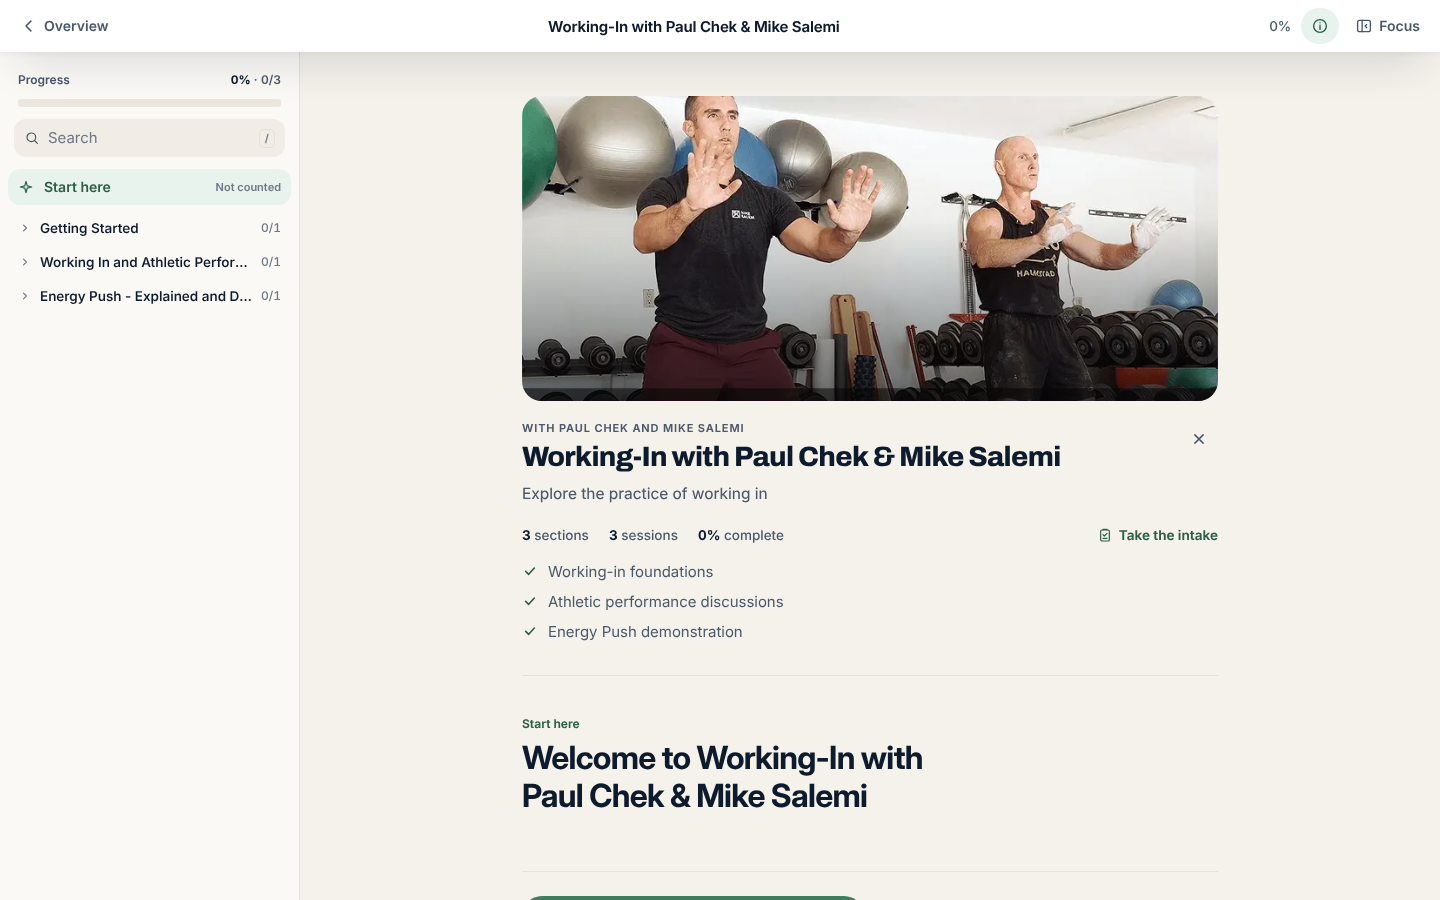 Overview
Working-In with Paul Chek & Mike Salemi
0%
Focus
Progress
0% · 0/3
Search
/
Start here
Not counted
Getting Started
0/1
Working In and Athletic Perfor...
0/1
Energy Push - Explained and D...
0/1
HALMSTAD
WITH PAUL CHEK AND MIKE SALEMI
Working-In with Paul Chek & Mike Salemi
Explore the practice of working in
3 sections
3 sessions
0% complete
Take the intake
Working-in foundations
Athletic performance discussions
Energy Push demonstration
Start here
Welcome to Working-In with
Paul Chek & Mike Salemi